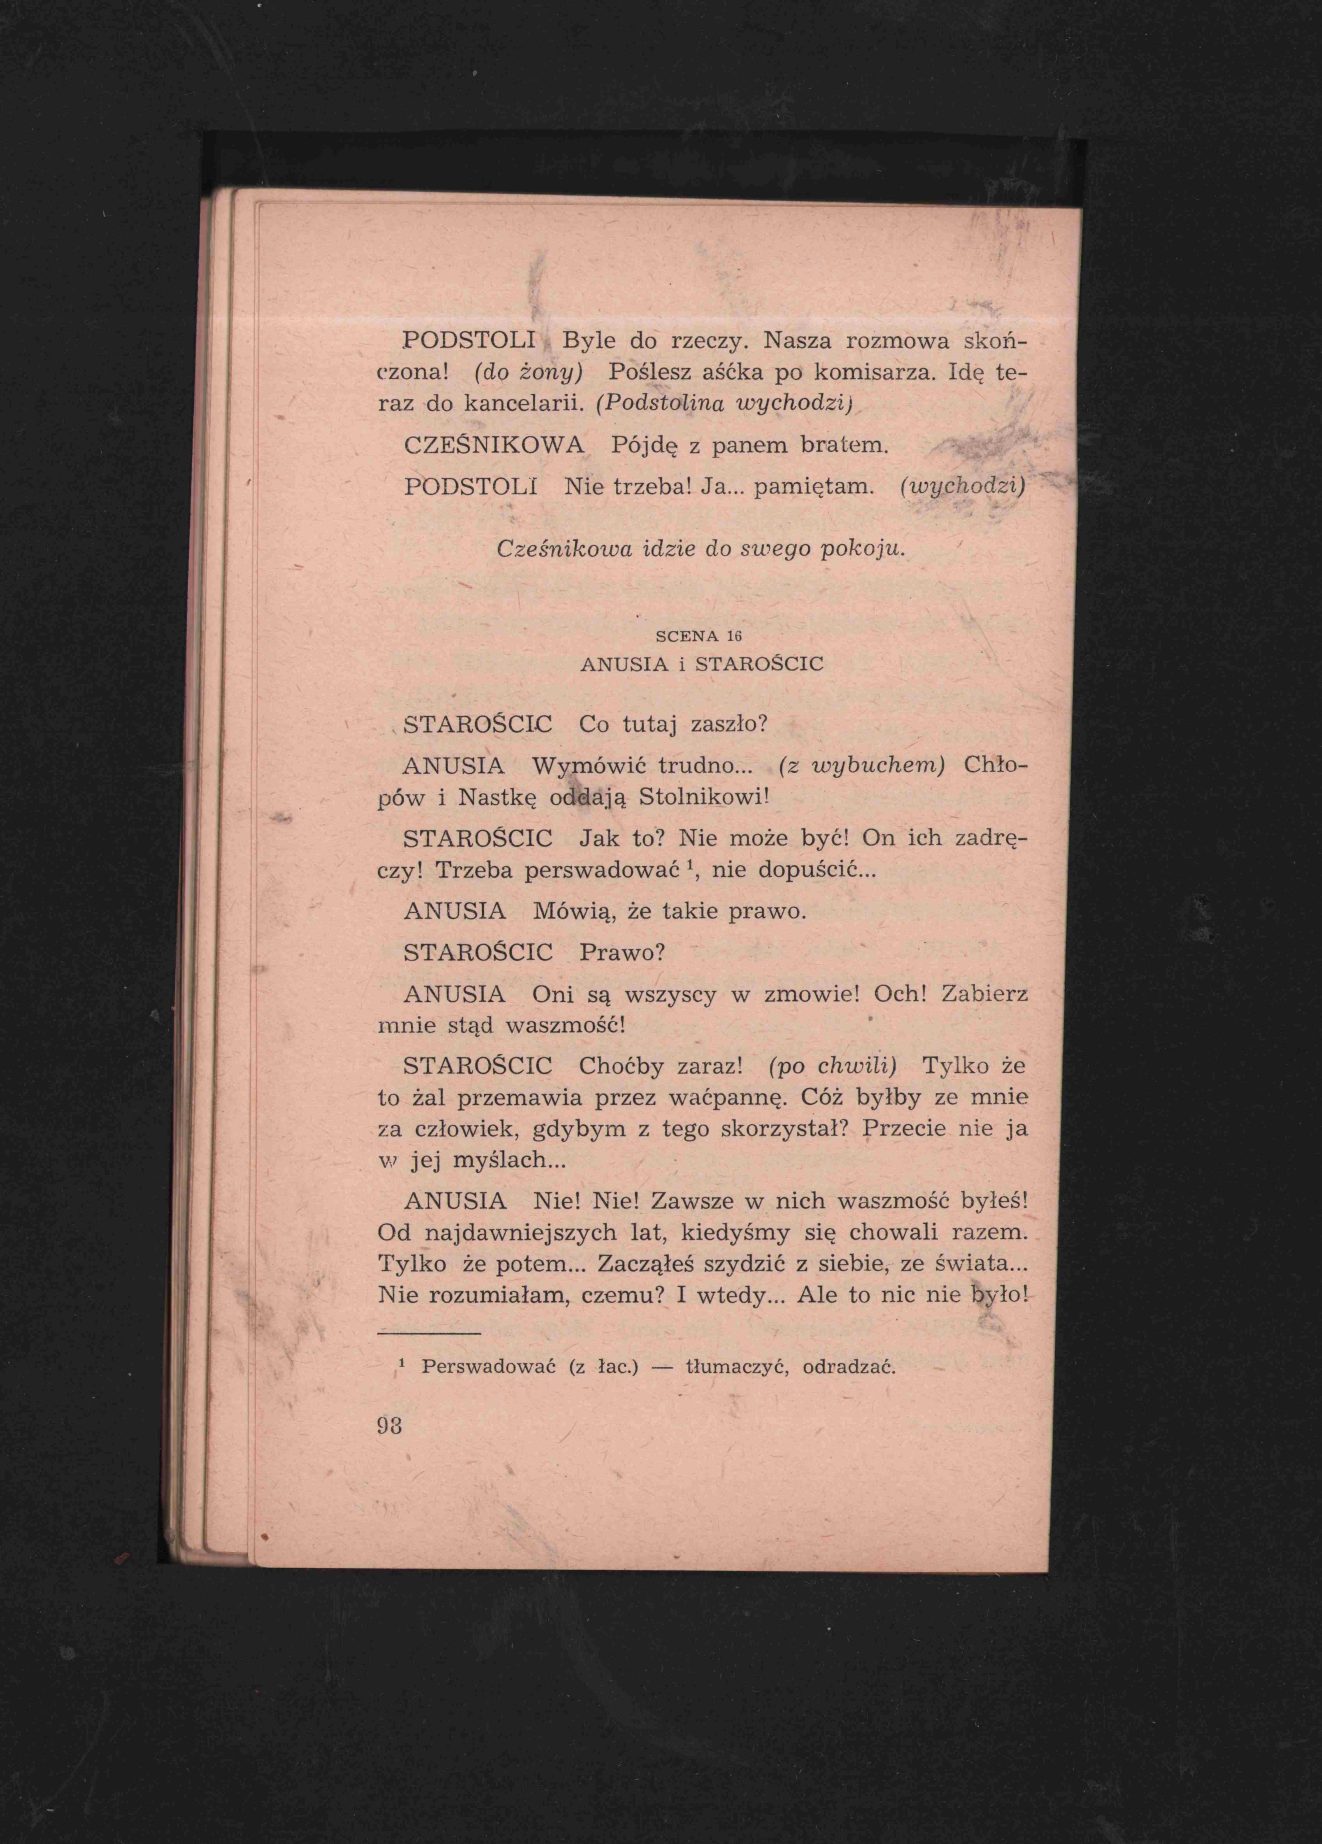 PODSTOLI Byle do rzeczy. Nasza rozmowa skoń-
czona! (do żony) Poślesz aśćka po komisarza. Idę te-
raz do kancelarii. (Podstolina wychodzi)
CZEŚNIKOWA Pójdę z panem bratem.
PODSTOLI Nie trzeba! Ja... pamiętam. (wychodzi)
Cześnikowa idzie do swego pokoju.
SCENA 16
ANUSIA i STAROŚCIC
STAROŚCIC Co tutaj zaszło?
ANUSIA Wymówić trudno... (z wybuchem) Chło-
pów i Nastkę oddają Stolnikowi!
STAROŚCIC Jak to? Nie może być! On ich zadrę-
czy! Trzeba perswadować ¹, nie dopuścić...
ANUSIA Mówią, że takie prawo.
STAROŚCIC Prawo?
ANUSIA Oni są wszyscy w zmowie! Och! Zabierz
mnie stąd waszmość!
STAROŚCIC Choćby zaraz! (po chwili) Tylko że
to żal przemawia przez waćpannę. Cóż byłby ze mnie
za człowiek, gdybym z tego skorzystał? Przecie nie ja
w jej myślach...
ANUSIA Nie! Nie! Zawsze w nich waszmość byłeś!
Od najdawniejszych lat, kiedyśmy się chowali razem.
Tylko że potem... Zacząłeś szydzić z siebie, ze świata...
Nie rozumiałam, czemu? I wtedy... Ale to nic nie było!
¹ Perswadować (z łac.) — tłumaczyć, odradzać.
93